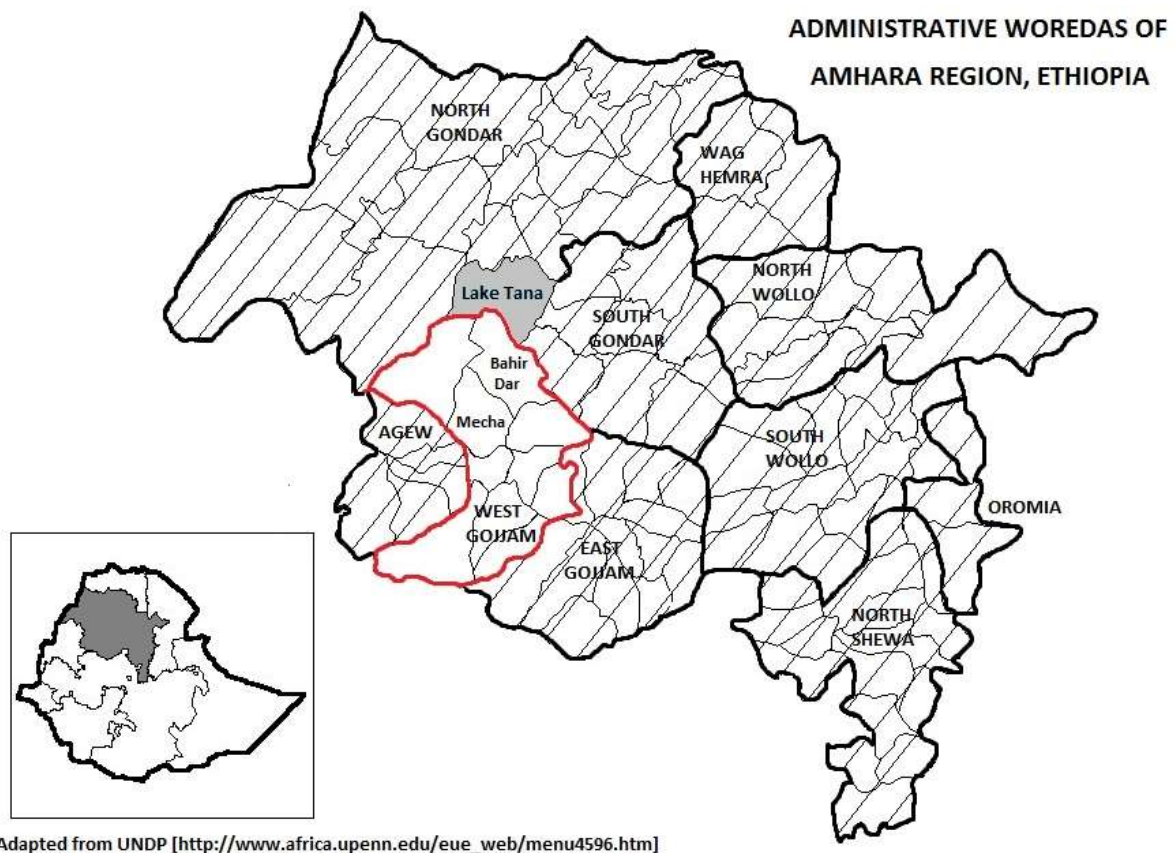 ADMINISTRATIVE WOREDAS OF
AMHARA REGION, ETHIOPIA
NORTH
GONDAR
WAG
HEMRA
NORTH
WOLLO
Lake Tana
SOUTH
GONDAR
Bahir
Dar
Mecha
AGEW
SOUTH
WOLLO
OROMIA
WEST
GOJJAM
EAST
GOJJAM
NORTH
SHEWA
Adapted from UNDP [http://www.africa.upenn.edu/eue_web/menu4596.htm]